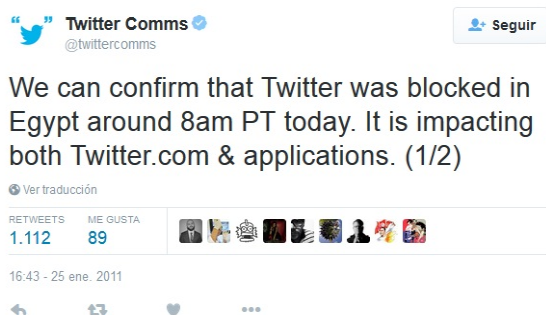 Twitter Comms
@twittercomms
Seguir
We can confirm that Twitter was blocked in
Egypt around 8am PT today. It is impacting
both Twitter.com & applications. (1/2)
Ver traducción
RETWEETS ME GUSTA
1.112 89
16:43 - 25 ene. 2011